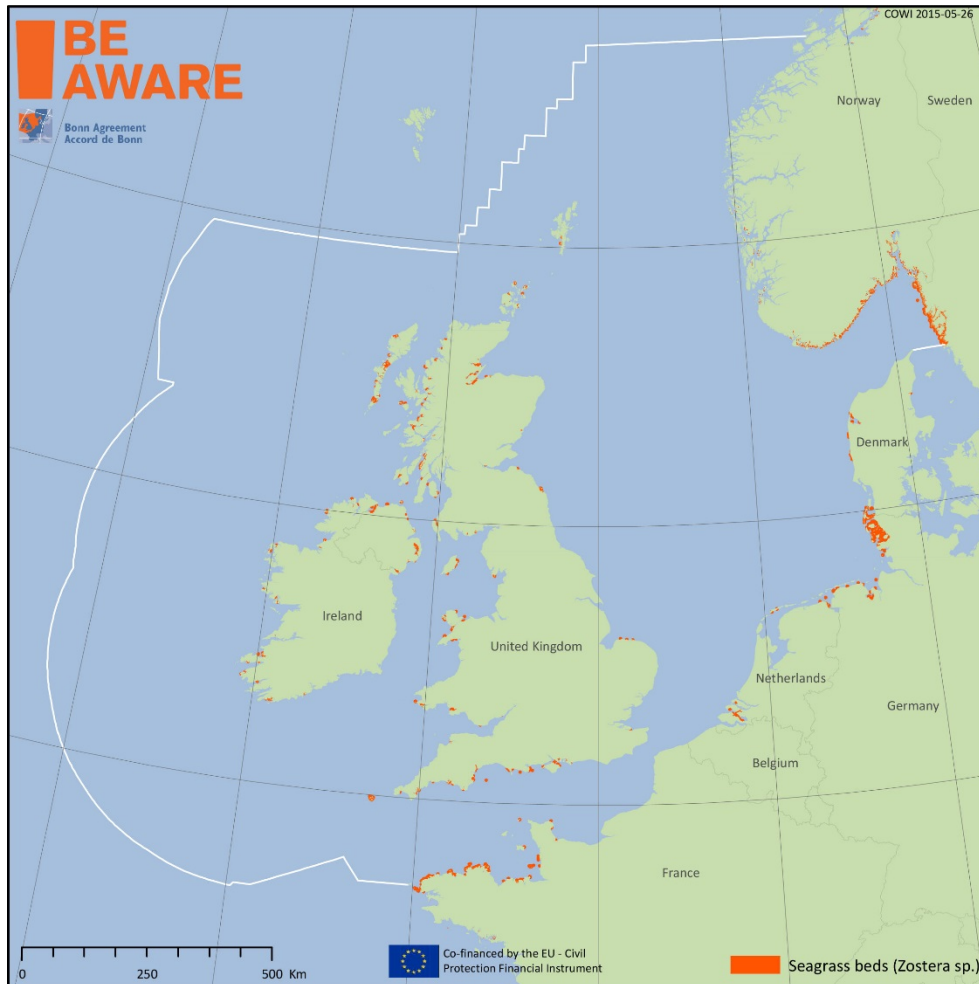 COWI 2015-05-26
BE
AWARE
Bonn Agreement
Accord de Bonn
Norway
Sweden
Denmark
Ireland
United Kingdom
Netherlands
Germany
Belgium
France
0 250 500 Km
Co-financed by the EU - Civil
Protection Financial Instrument
Seagrass beds (Zostera sp.)